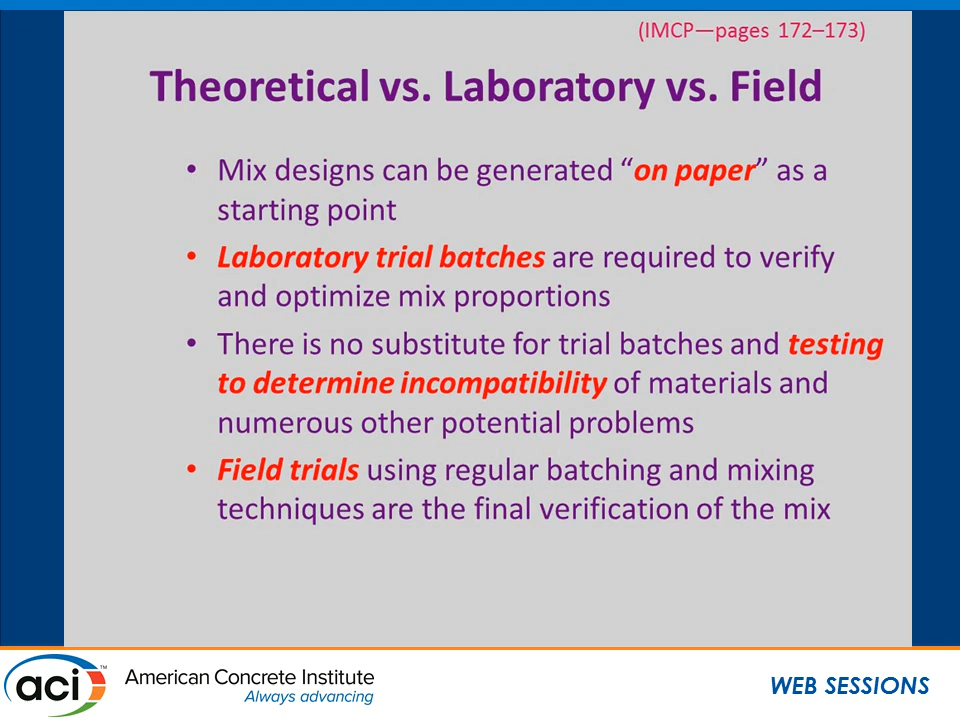 (IMCP—pages 172–173)
Theoretical vs. Laboratory vs. Field
• Mix designs can be generated “on paper” as a
starting point
• Laboratory trial batches are required to verify
and optimize mix proportions
• There is no substitute for trial batches and testing
to determine incompatibility of materials and
numerous other potential problems
• Field trials using regular batching and mixing
techniques are the final verification of the mix
aci™
American Concrete Institute
Always advancing
WEB SESSIONS